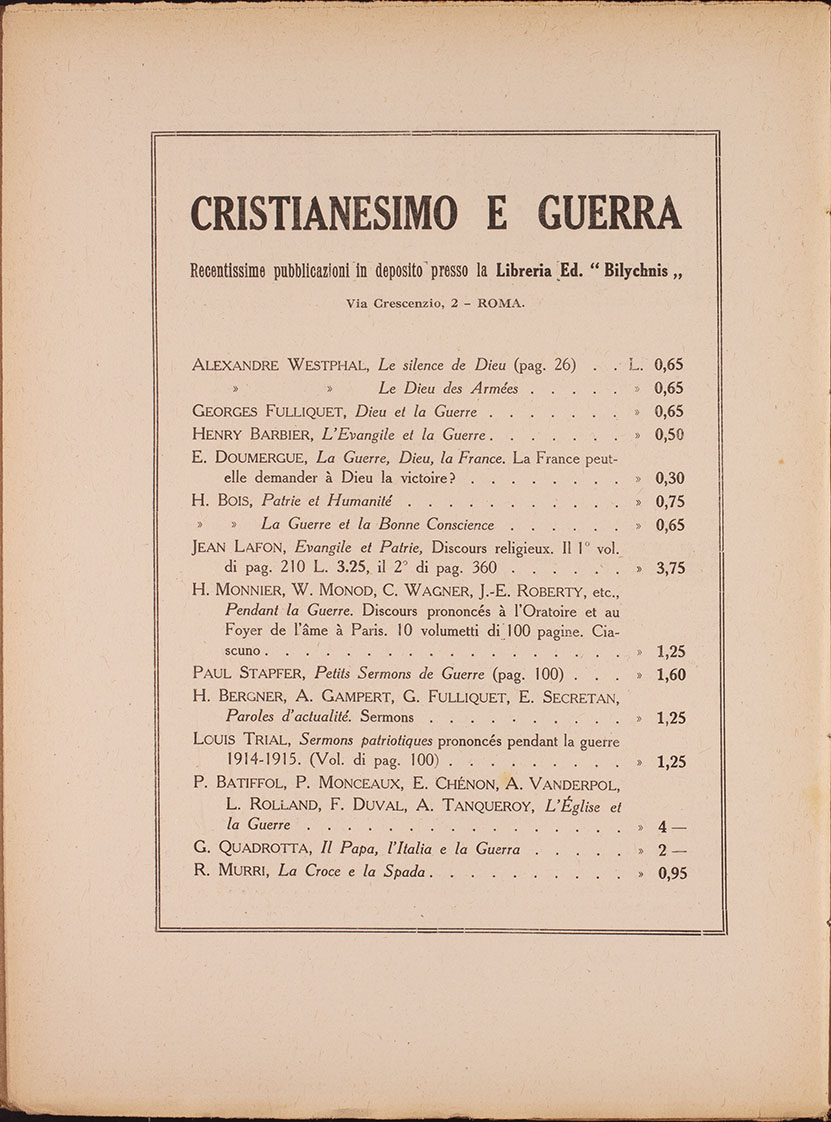 CRISTIANESIMO E GUERRA
Recentissime pubblicazioni in deposito presso la Libreria Ed. “ Bilychnis „
Via Crescenzio, 2 – ROMA.
ALEXANDRE WESTPHAL, Le silence de Dieu (pag. 26) . . L. 0,65
» » Le Dieu des Armées . . . . . » 0,65
GEORGES FULLIQUET, Dieu et la Guerre . . . . . . . » 0,65
HENRY BARBIER, L'Evangile et la Guerre . . . . . . . » 0,50
E. DOUMERGUE, La Guerre, Dieu, la France. La France peut-
elle demander à Dieu la victoire? . . . . . . . . » 0,30
H. BOIS, Patrie et Humanité . . . . . . . . . . . » 0,75
» » La Guerre et la Bonne Conscience . . . . . . » 0,65
JEAN LAFON, Evangile et Patrie, Discours religieux. Il 1° vol.
di pag. 210 L. 3.25, il 2° di pag. 360 . . . . . . » 3,75
H. MONNIER, W. MONOD, C. WAGNER, J.-E. ROBERTY, etc.,
Pendant la Guerre. Discours prononcés à l'Oratoire et au
Foyer de l'âme à Paris. 10 volumetti di 100 pagine. Cia-
scuno . . . . . . . . . . . . . . . . . » 1,25
PAUL STAPFER, Petits Sermons de Guerre (pag. 100) . . . » 1,60
H. BERGNER, A. GAMPERT, G. FULLIQUET, E. SECRETAN,
Paroles d'actualité. Sermons . . . . . . . . . . » 1,25
LOUIS TRIAL, Sermons patriotiques prononcés pendant la guerre
1914-1915. (Vol. di pag. 100) . . . . . . . . . » 1,25
P. BATIFFOL, P. MONCEAUX, E. CHÉNON, A. VANDERPOL,
L. ROLLAND, F. DUVAL, A. TANQUEROY, L'Église et
la Guerre . . . . . . . . . . . . . . . . » 4 —
G. QUADROTTA, Il Papa, l'Italia e la Guerra . . . . . » 2 —
R. MURRI, La Croce e la Spada . . . . . . . . . . » 0,95